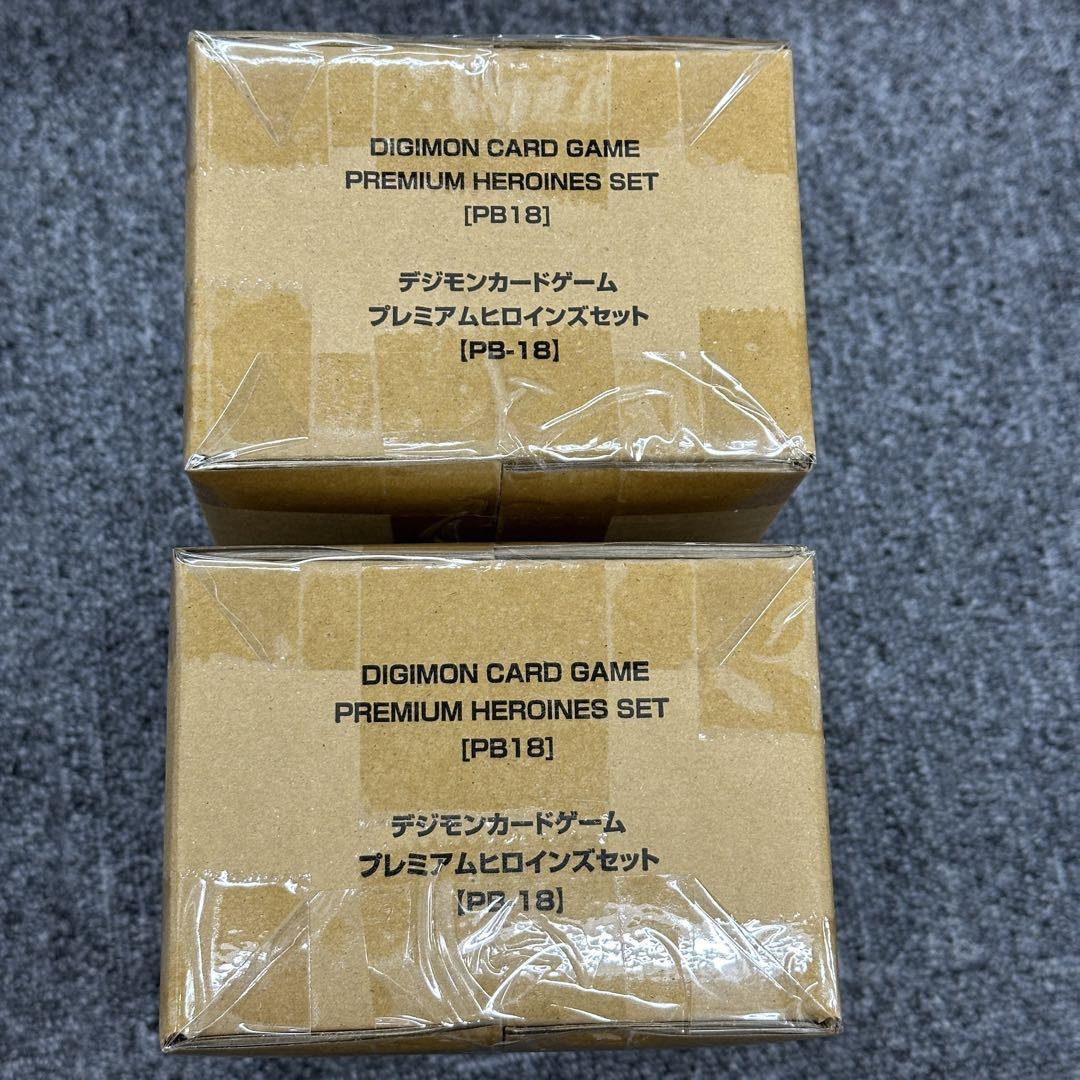 DIGIMON CARD GAME
PREMIUM HEROINES SET
[PB18]
デジモンカードゲーム
プレミアムヒロインズセット
【PB-18】
DIGIMON CARD GAME
PREMIUM HEROINES SET
[PB18]
デジモンカードゲーム
プレミアムヒロインズセット
【PB-18】